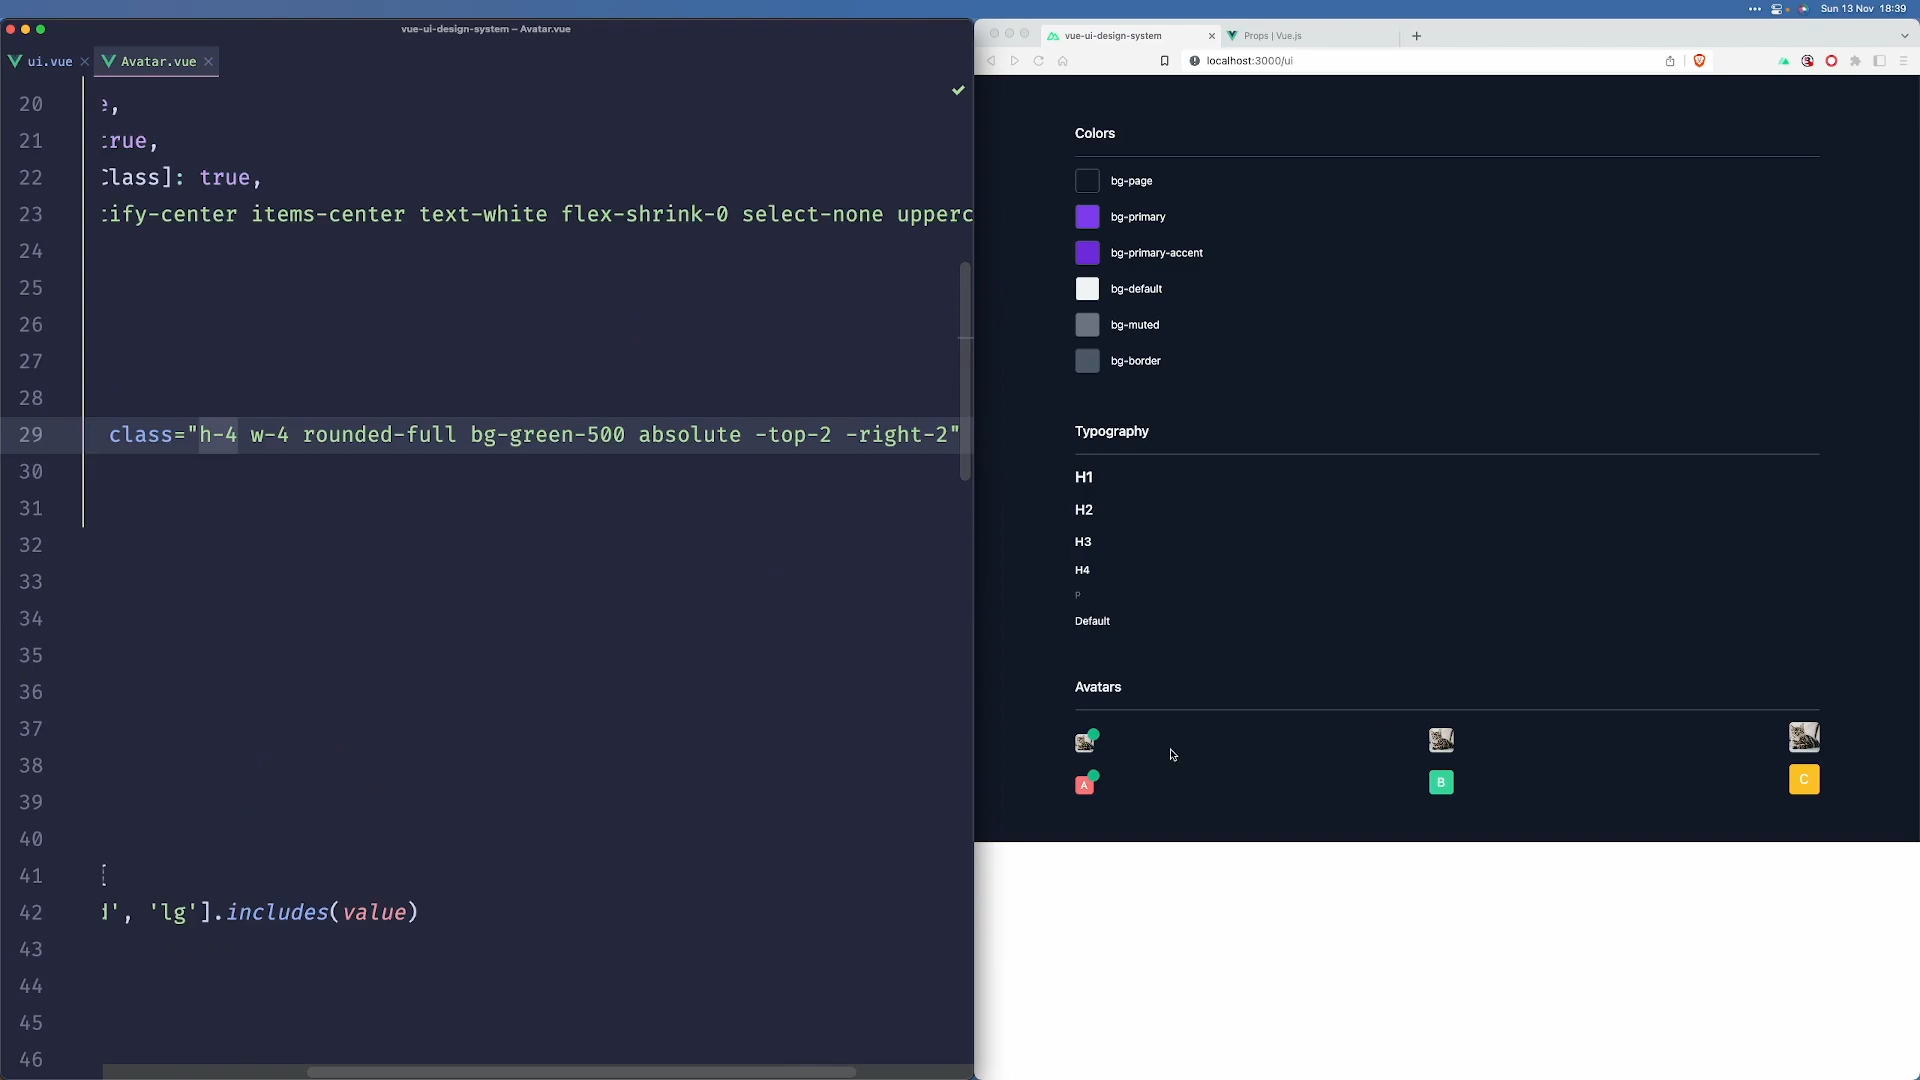 Sun 13 Nov 18:39
vue-ui-design-system – Avatar.vue
ui.vue
Avatar.vue
20 e,
21 true,
22 Class]: true,
23 tify-center items-center text-white flex-shrink-0 select-none upperc
24
25
26
27
28
29 class="h-4 w-4 rounded-full bg-green-500 absolute -top-2 -right-2"
30
31
32
33
34
35
36
37
38
39
40
41 {
42 d', 'lg'].includes(value)
43
44
45
46
vue-ui-design-system
Props | Vue.js
localhost:3000/ui
Colors
bg-page
bg-primary
bg-primary-accent
bg-default
bg-muted
bg-border
Typography
H1
H2
H3
H4
P
Default
Avatars
A
B
C